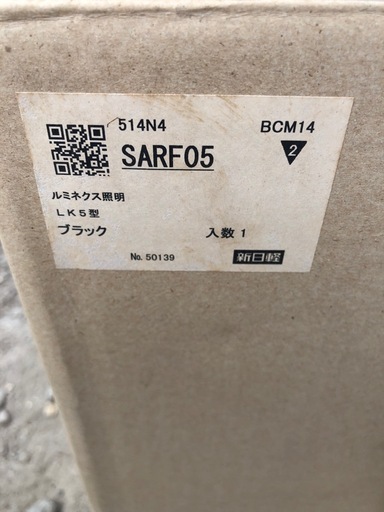 514N4 BCM14
SARF05 2
ルミネクス照明
LK5型
ブラック 入数 1
No. 50139 新日軽